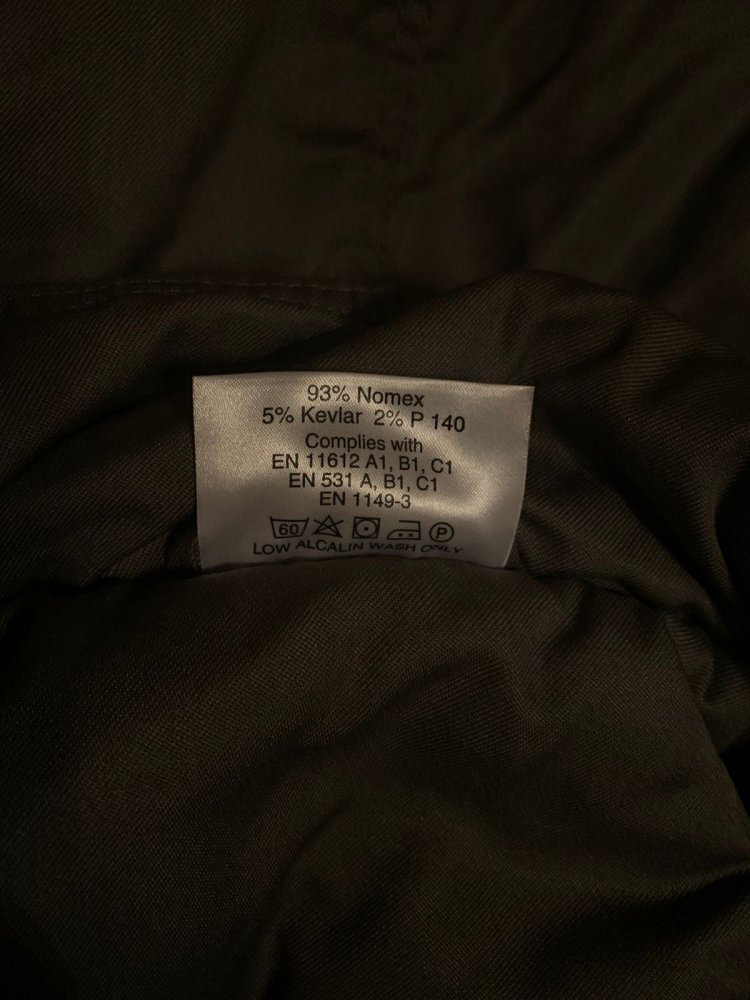 93% Nomex
5% Kevlar 2% P 140
Complies with
EN 11612 A1, B1, C1
EN 531 A, B1, C1
EN 1149-3
60 P
LOW ALCALIN WASH ONLY